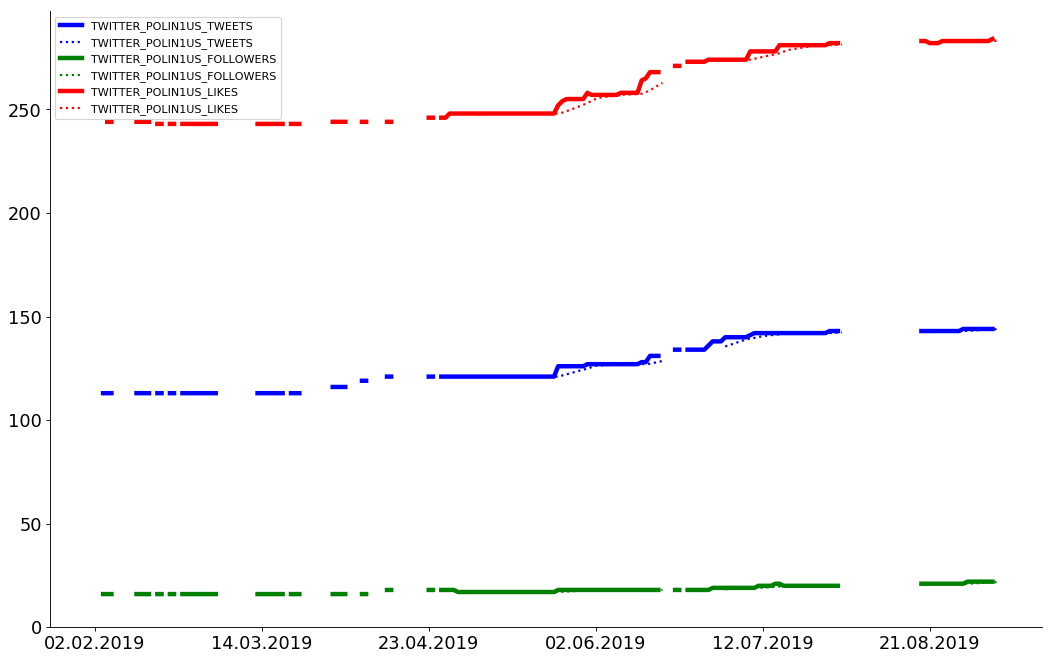 TWITTER_POLIN1US_TWEETS
TWITTER_POLIN1US_TWEETS
TWITTER_POLIN1US_FOLLOWERS
TWITTER_POLIN1US_FOLLOWERS
TWITTER_POLIN1US_LIKES
TWITTER_POLIN1US_LIKES
250
200
150
100
50
0
02.02.2019 14.03.2019 23.04.2019 02.06.2019 12.07.2019 21.08.2019